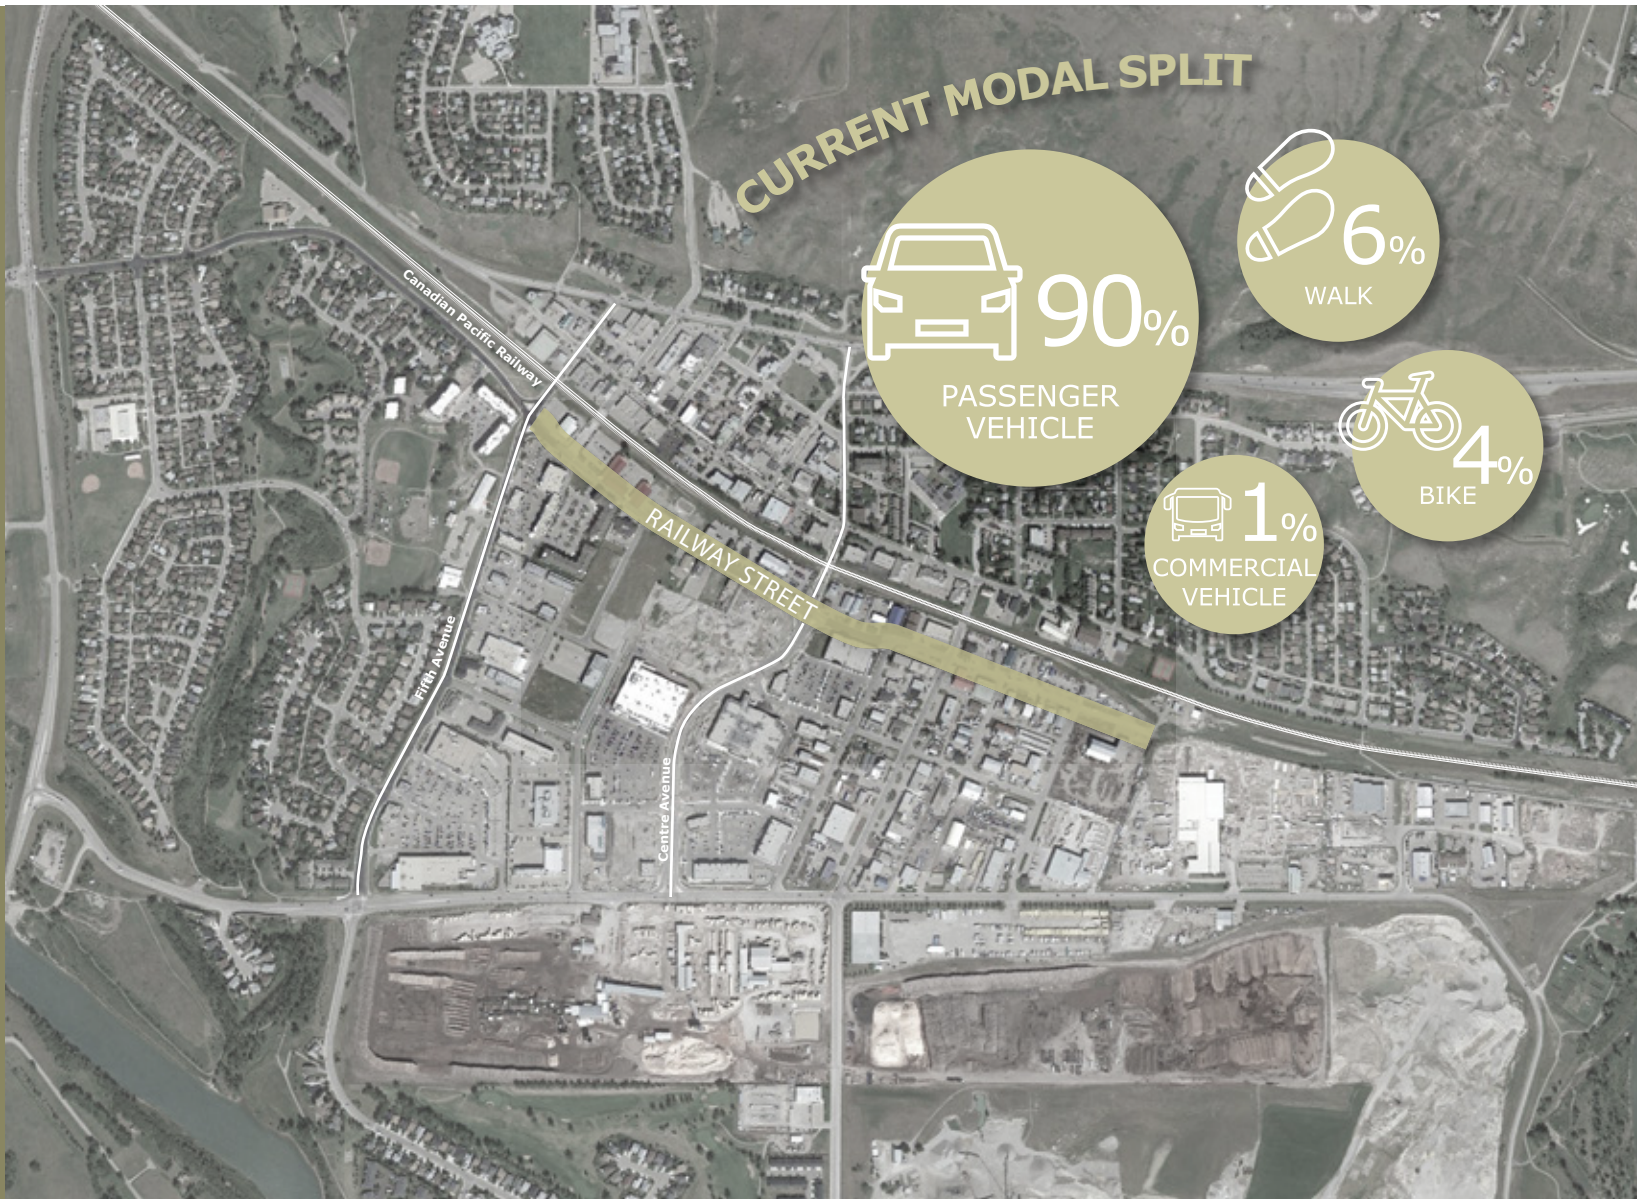 CURRENT MODAL SPLIT
90%
PASSENGER
VEHICLE
6%
WALK
4%
BIKE
1%
COMMERCIAL
VEHICLE
Canadian Pacific Railway
RAILWAY STREET
Fifth Avenue
Centre Avenue